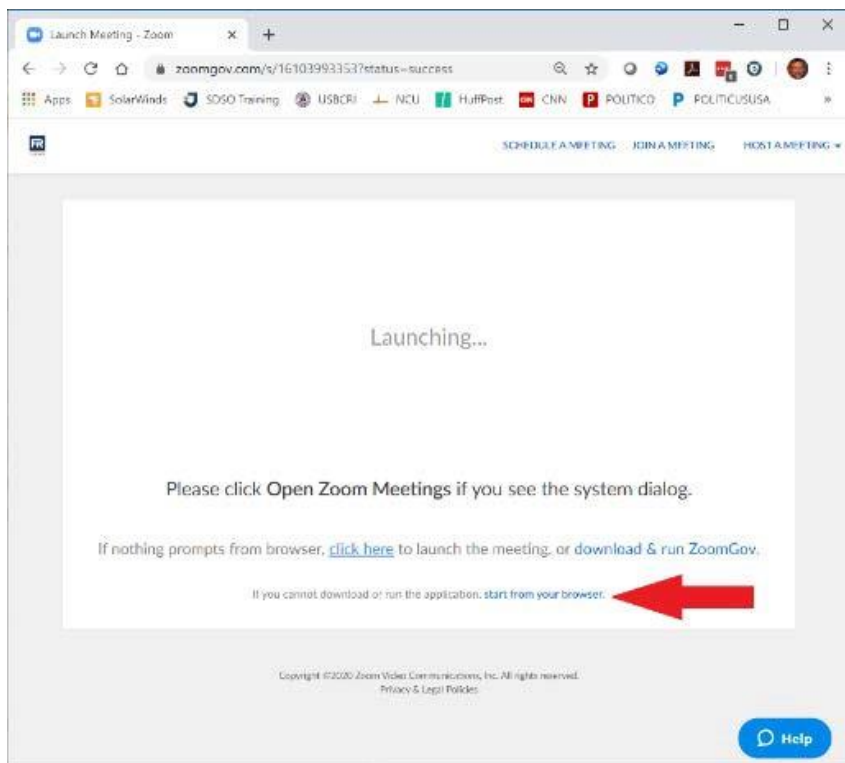 Launch Meeting - Zoom
zoomgov.com/s/16103993353?status=success
Apps SolarWinds SDSO Training USBCRI NCU HuffPost CNN POLITICO POLITICUSUSA »
FR
SCHEDULE A MEETING JOIN A MEETING HOST A MEETING
Launching...
Please click Open Zoom Meetings if you see the system dialog.
If nothing prompts from browser, click here to launch the meeting, or download & run ZoomGov.
If you cannot download or run the application, start from your browser.
Copyright ©2020 Zoom Video Communications, Inc. All rights reserved.
Privacy & Legal Policies
Help